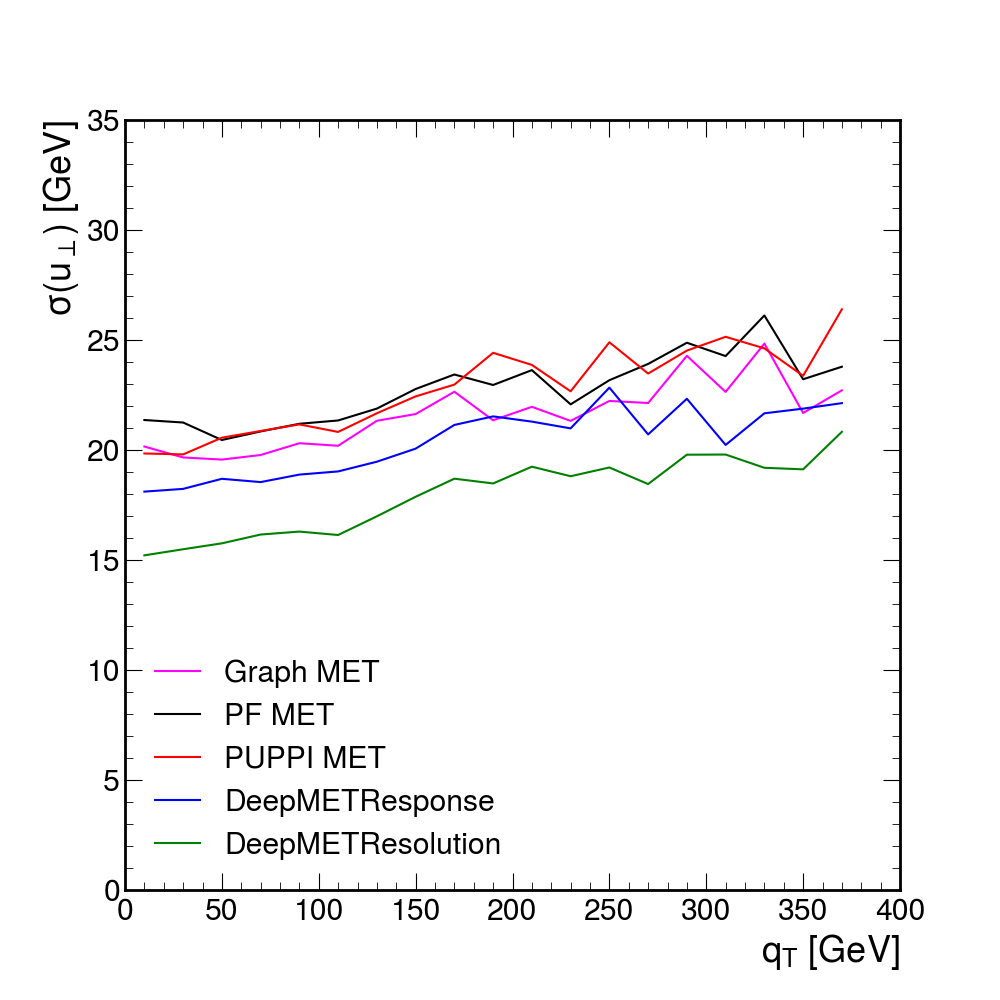 σ(u⊥) [GeV]
35
30
25
20
15
10
5
0
Graph MET
PF MET
PUPPI MET
DeepMETResponse
DeepMETResolution
0 50 100 150 200 250 300 350 400
qT [GeV]